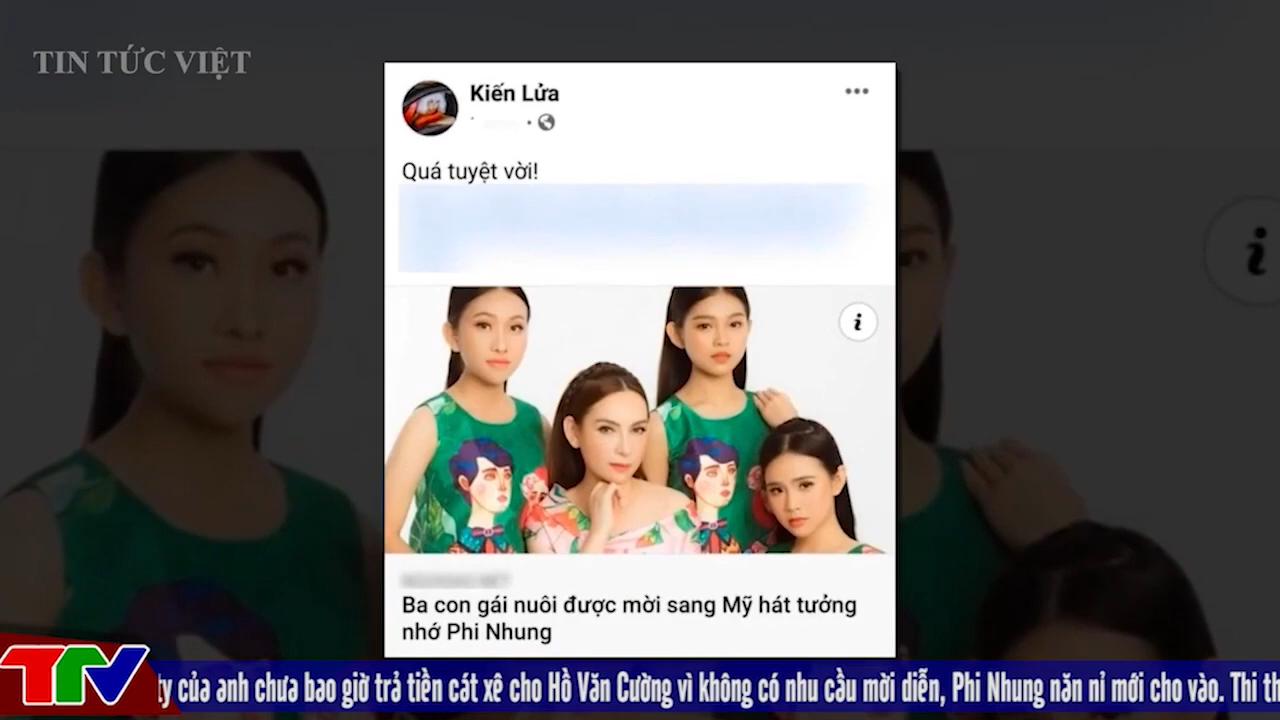 TIN TỨC VIỆT
Kiến Lửa
Quá tuyệt vời!
i
i
Ba con gái nuôi được mời sang Mỹ hát tưởng
nhớ Phi Nhung
TTV
ty của anh chưa bao giờ trả tiền cát xê cho Hồ Văn Cường vì không có nhu cầu mời diễn, Phi Nhung năn nỉ mới cho vào. Thi th